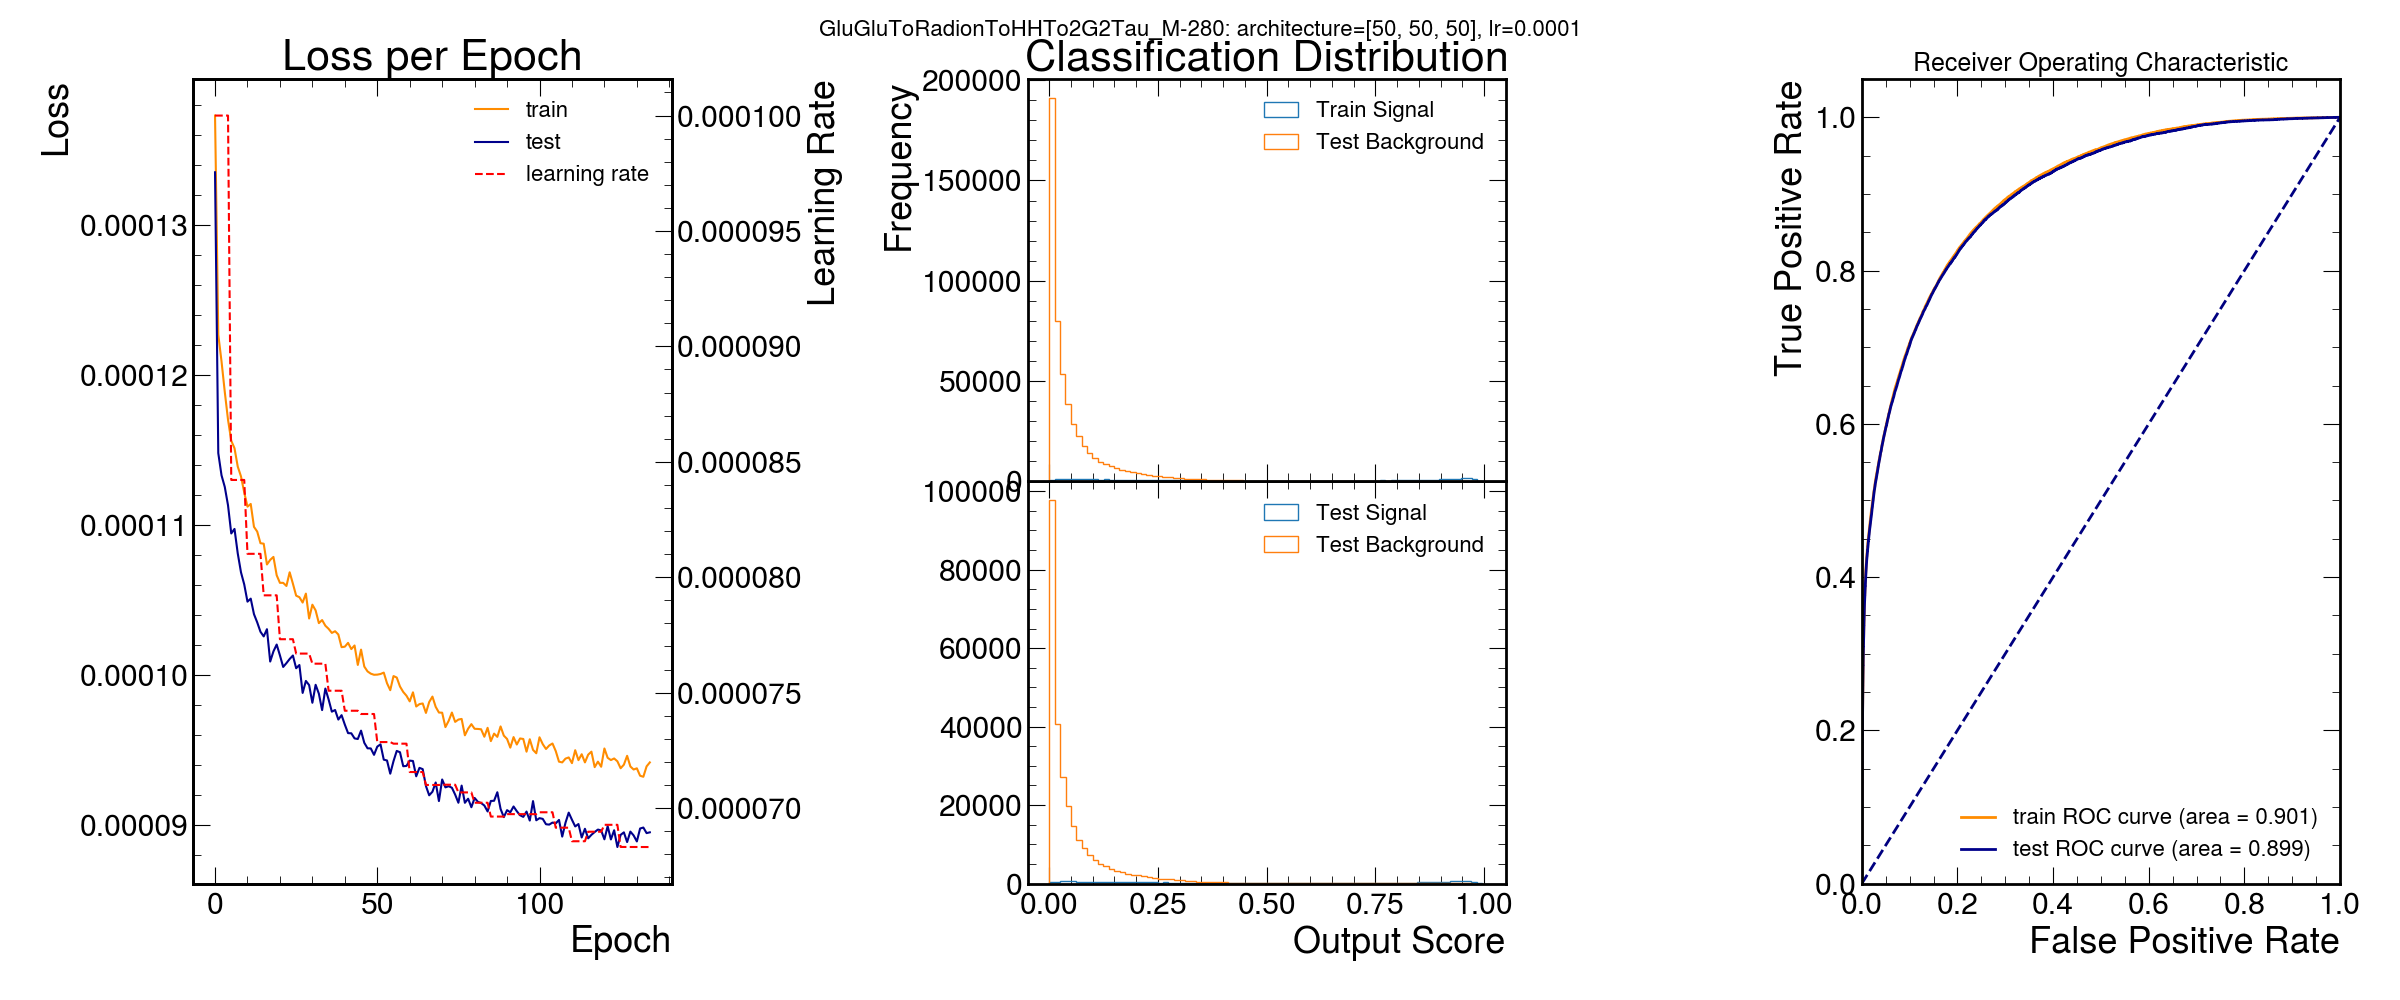 GluGluToRadionToHHTo2G2Tau_M-280: architecture=[50, 50, 50], lr=0.0001
Loss per Epoch
Loss
0.00013
0.00012
0.00011
0.00010
0.00009
train
test
learning rate
0
50
100
Epoch
Learning Rate
0.000100
0.000095
0.000090
0.000085
0.000080
0.000075
0.000070
Classification Distribution
Frequency
200000
150000
100000
50000
0
Train Signal
Test Background
100000
80000
60000
40000
20000
0
Test Signal
Test Background
0.00
0.25
0.50
0.75
1.00
Output Score
Receiver Operating Characteristic
True Positive Rate
1.0
0.8
0.6
0.4
0.2
0.0
train ROC curve (area = 0.901)
test ROC curve (area = 0.899)
0.0
0.2
0.4
0.6
0.8
1.0
False Positive Rate